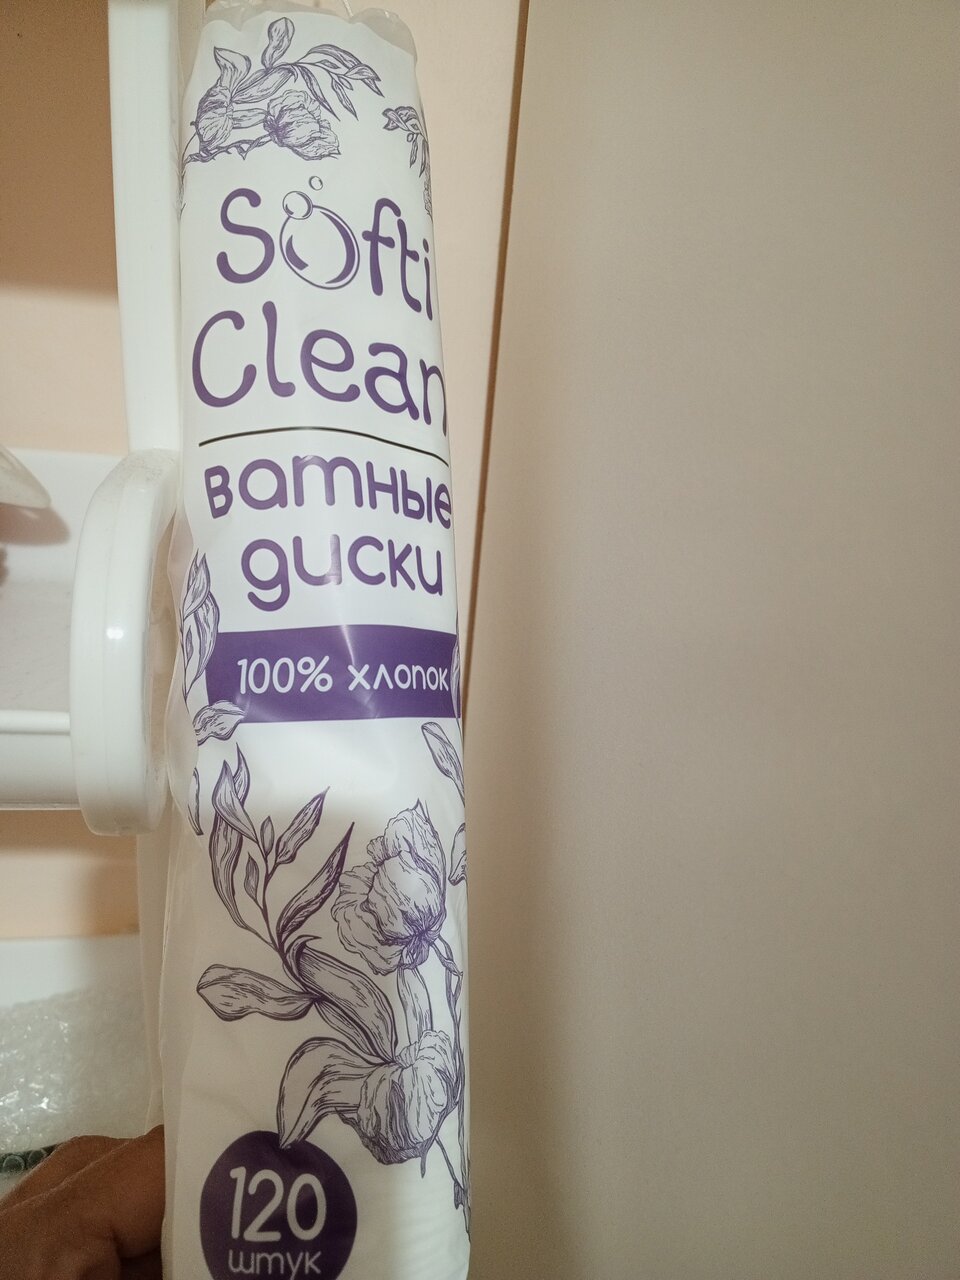 Softi
Clean
ватные
диски
100% хлопок
120
штук